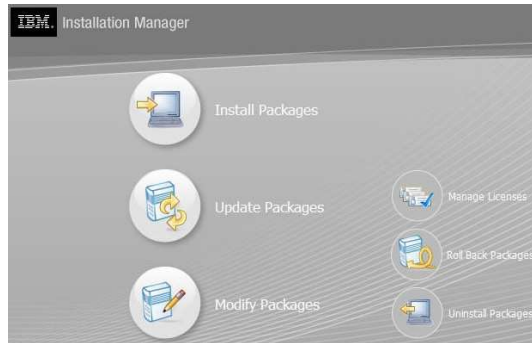 IBM. Installation Manager
Install Packages
Update Packages
Modify Packages
Manage Licenses
Roll Back Packages
Uninstall Packages